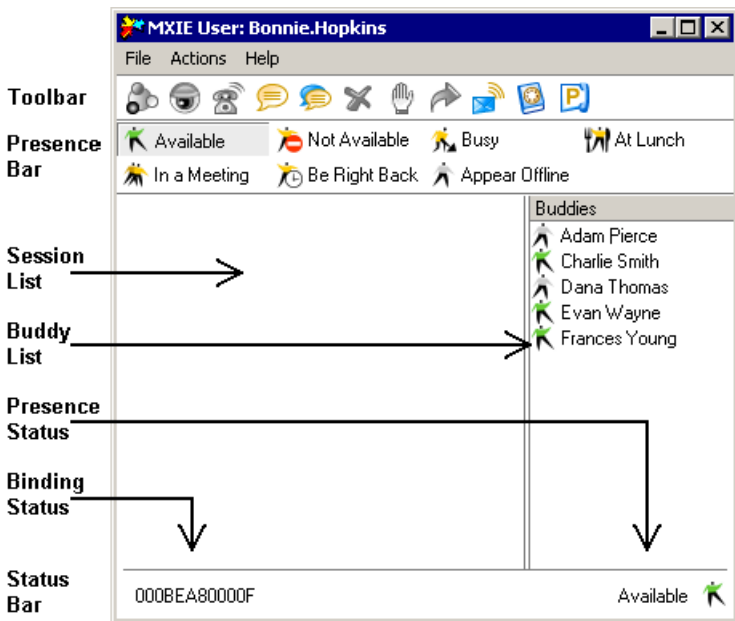 MXIE User: Bonnie.Hopkins
File Actions Help
Toolbar
P
Presence Bar
Available Not Available Busy At Lunch
In a Meeting Be Right Back Appear Offline
Buddies
Adam Pierce
Charlie Smith
Dana Thomas
Evan Wayne
Frances Young
Session List
Buddy List
Presence Status
Binding Status
Status Bar
000BEA80000F
Available